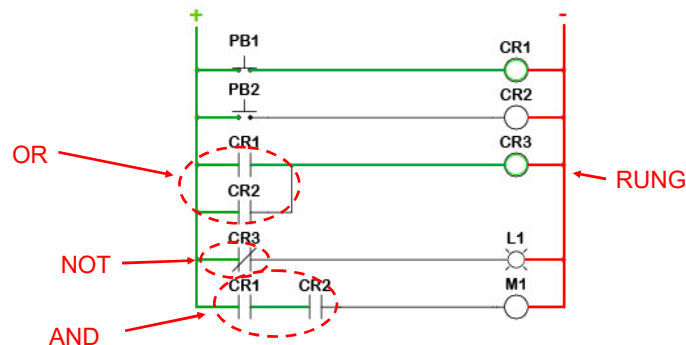 +
-
PB1
CR1
PB2
CR2
CR1
CR3
OR
CR2
RUNG
CR3
L1
NOT
CR1
CR2
M1
AND